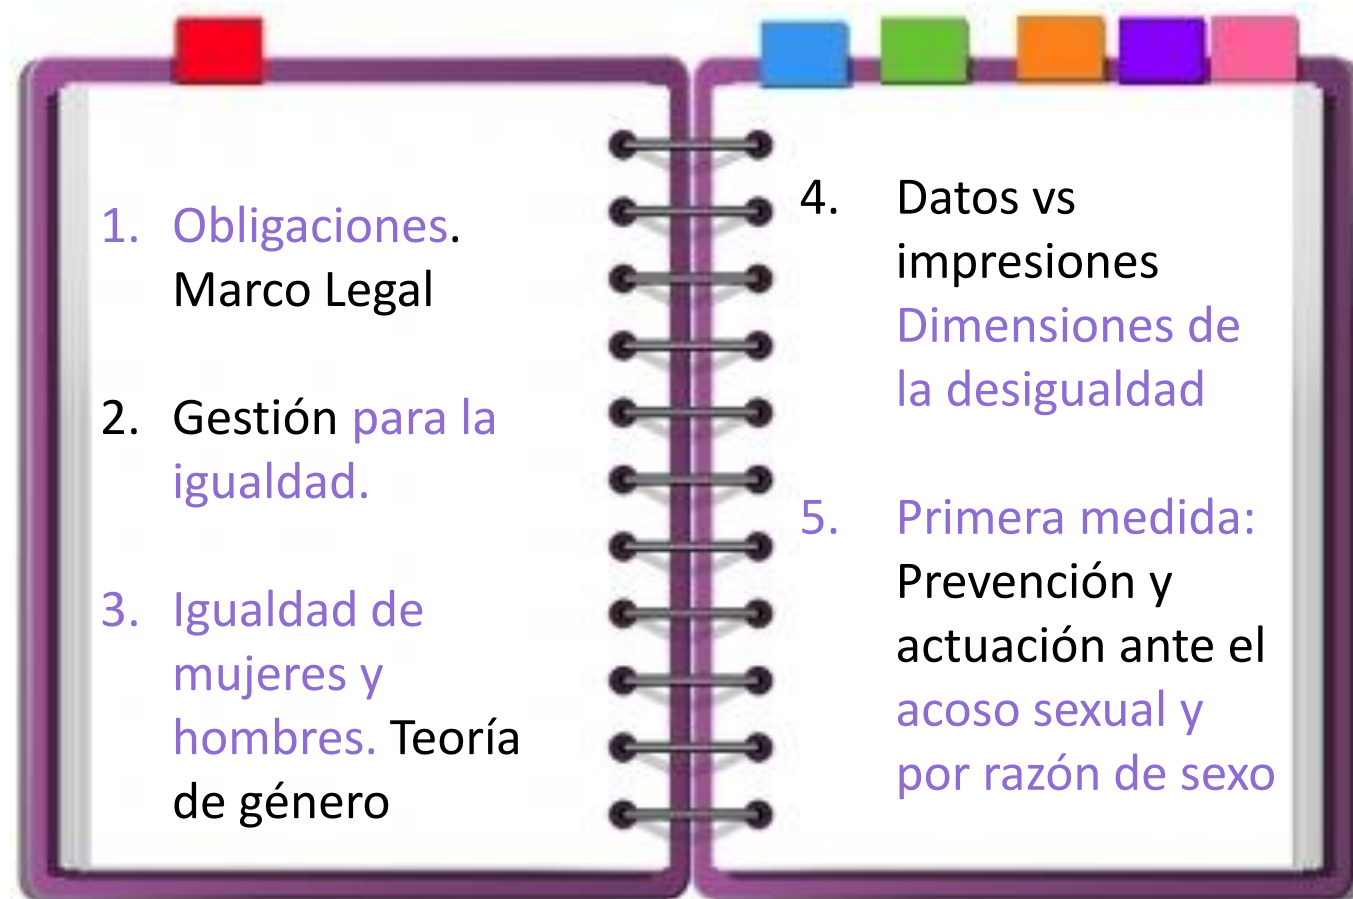 1. Obligaciones.
Marco Legal
2. Gestión para la
igualdad.
3. Igualdad de
mujeres y
hombres. Teoría
de género
4. Datos vs
impresiones
Dimensiones de
la desigualdad
5. Primera medida:
Prevención y
actuación ante el
acoso sexual y
por razón de sexo